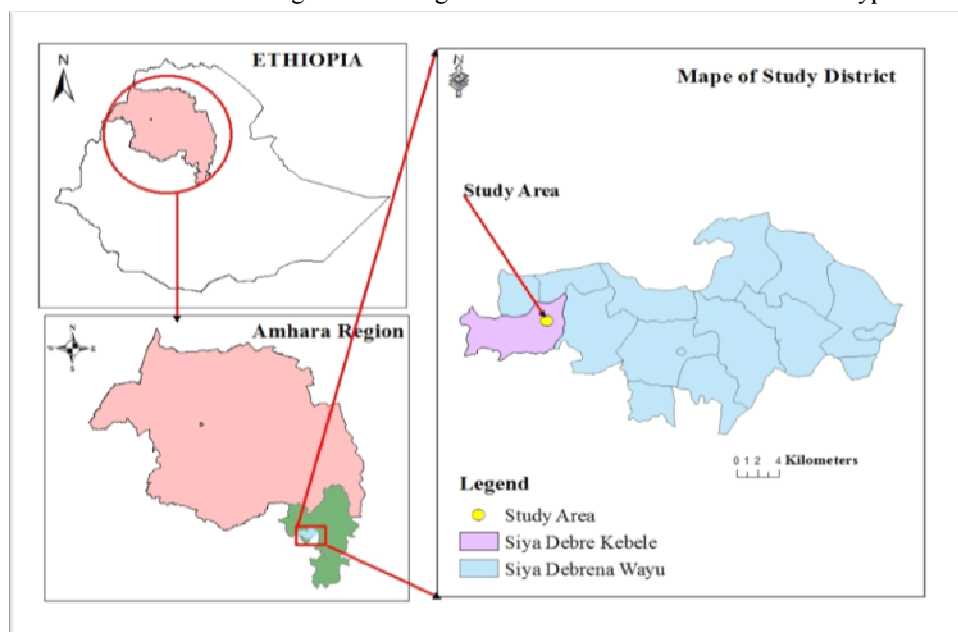 N
ETHIOPIA
N
Mape of Study District
Study Area
N
W E
S
Amhara Region
0 1 2 4 Kilometers
Legend
Study Area
Siya Debre Kebele
Siya Debrena Wayu